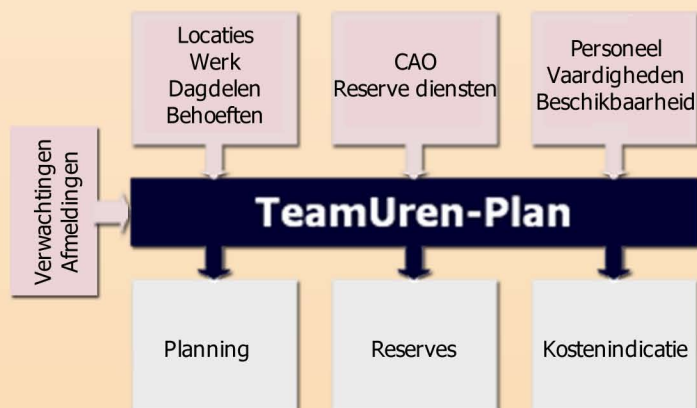 Locaties
Werk
Dagdelen
Behoeften
CAO
Reserve diensten
Personeel
Vaardigheden
Beschikbaarheid
Verwachtingen
Afmeldingen
TeamUren-Plan
Planning
Reserves
Kostenindicatie